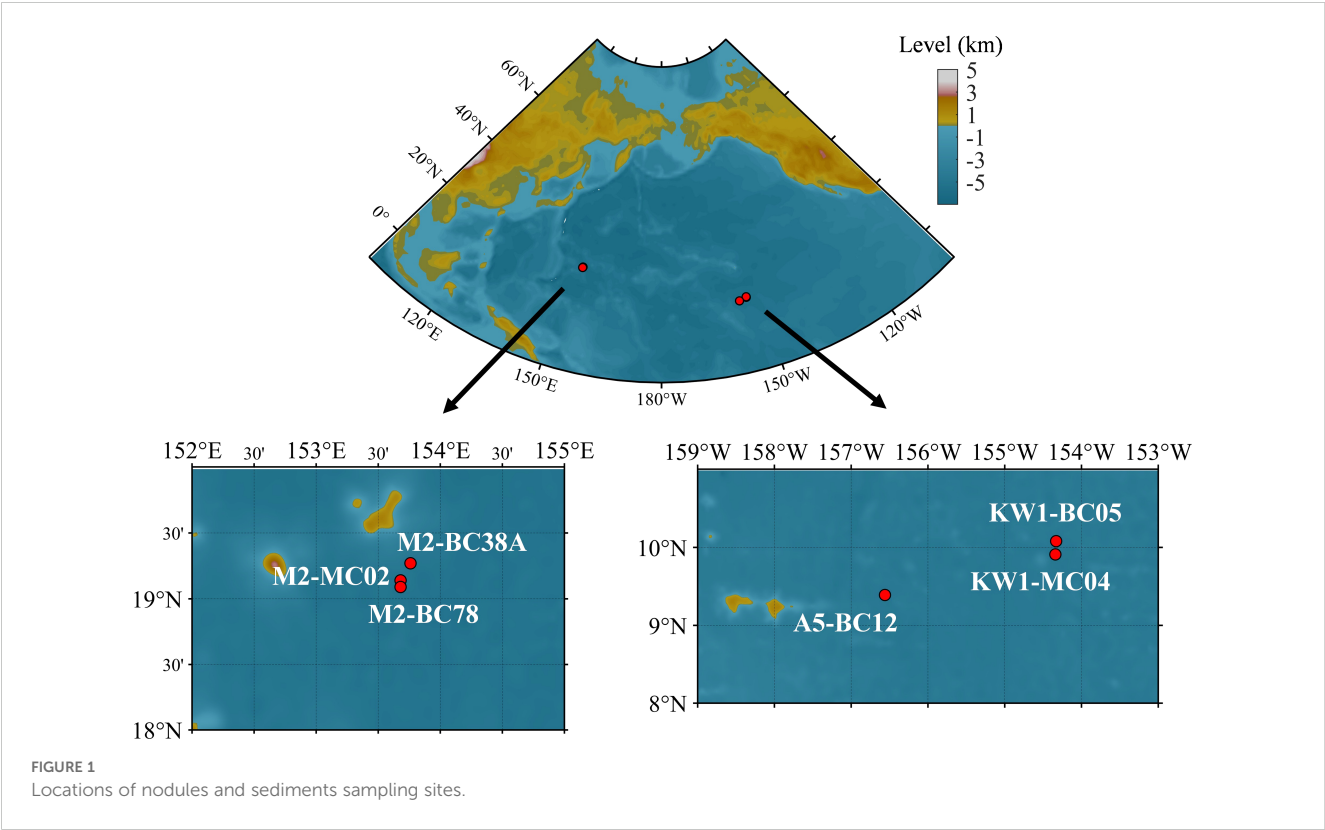 Level (km)
5
3
1
-1
-3
-5
60°N
40°N
20°N
0°
120°E
150°E
180°W
150°W
120°W
152°E 30' 153°E 30' 154°E 30' 155°E
30'
19°N
30'
18°N
M2-BC38A
M2-MC02
M2-BC78
159°W 158°W 157°W 156°W 155°W 154°W 153°W
10°N
9°N
8°N
KW1-BC05
KW1-MC04
A5-BC12
FIGURE 1
Locations of nodules and sediments sampling sites.